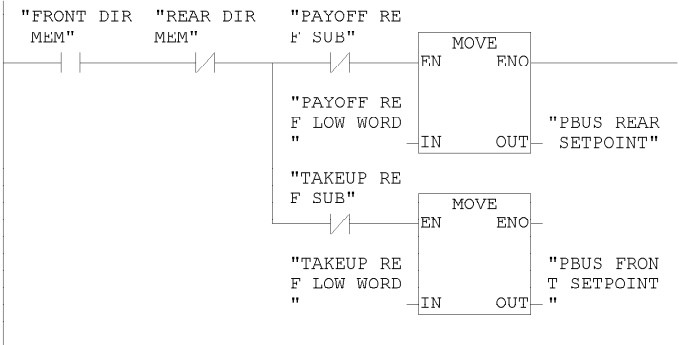 "FRONT DIR MEM"
"REAR DIR MEM"
"PAYOFF RE
F SUB"
MOVE
EN ENO
"PAYOFF RE
F LOW WORD
"
IN OUT
"PBUS REAR
SETPOINT"
"TAKEUP RE
F SUB"
MOVE
EN ENO
"TAKEUP RE
F LOW WORD
"
IN OUT
"PBUS FRON
T SETPOINT
"